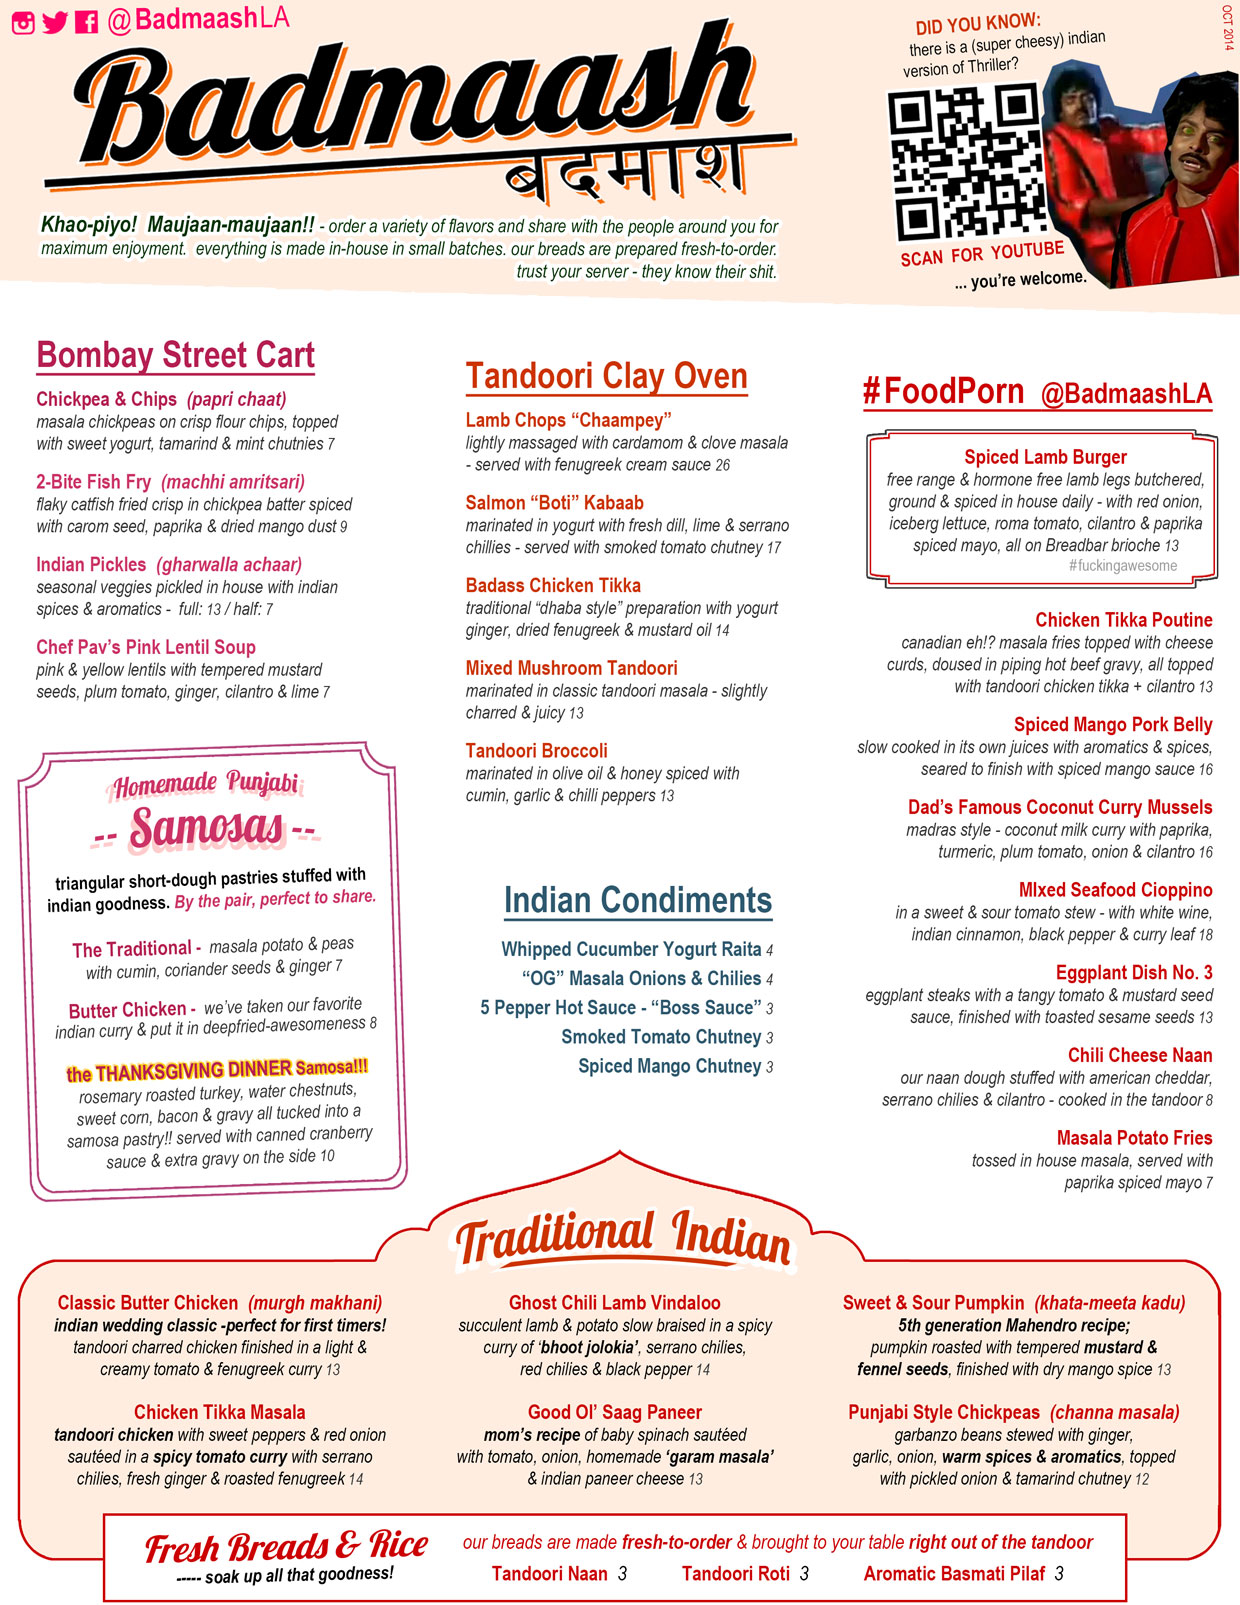 @BadmaashLA
Badmaash
बदमाश
Khao-piyo!  Maujaan-maujaan!! - order a variety of flavors and share with the people around you for
maximum enjoyment.  everything is made in-house in small batches. our breads are prepared fresh-to-order.
trust your server - they know their shit.
DID YOU KNOW:
there is a (super cheesy) indian
version of Thriller?
SCAN FOR YOUTUBE
... you're welcome.
OCT 2014
Bombay Street Cart
Chickpea & Chips  (papri chaat)
masala chickpeas on crisp flour chips, topped
with sweet yogurt, tamarind & mint chutnies 7
2-Bite Fish Fry  (machhi amritsari)
flaky catfish fried crisp in chickpea batter spiced
with carom seed, paprika & dried mango dust 9
Indian Pickles  (gharwalla achaar)
seasonal veggies pickled in house with indian
spices & aromatics -  full: 13 / half: 7
Chef Pav's Pink Lentil Soup
pink & yellow lentils with tempered mustard
seeds, plum tomato, ginger, cilantro & lime 7
Homemade Punjabi
-- Samosas --
triangular short-dough pastries stuffed with
indian goodness. By the pair, perfect to share.
The Traditional -  masala potato & peas
with cumin, coriander seeds & ginger 7
Butter Chicken -  we've taken our favorite
indian curry & put it in deepfried-awesomeness 8
the THANKSGIVING DINNER Samosa!!!
rosemary roasted turkey, water chestnuts,
sweet corn, bacon & gravy all tucked into a
samosa pastry!! served with canned cranberry
sauce & extra gravy on the side 10
Tandoori Clay Oven
Lamb Chops “Chaampey”
lightly massaged with cardamom & clove masala
- served with fenugreek cream sauce 26
Salmon “Boti” Kabaab
marinated in yogurt with fresh dill, lime & serrano
chillies - served with smoked tomato chutney 17
Badass Chicken Tikka
traditional “dhaba style” preparation with yogurt
ginger, dried fenugreek & mustard oil 14
Mixed Mushroom Tandoori
marinated in classic tandoori masala - slightly
charred & juicy 13
Tandoori Broccoli
marinated in olive oil & honey spiced with
cumin, garlic & chilli peppers 13
Indian Condiments
Whipped Cucumber Yogurt Raita 4
“OG” Masala Onions & Chilies 4
5 Pepper Hot Sauce - “Boss Sauce” 3
Smoked Tomato Chutney 3
Spiced Mango Chutney 3
#FoodPorn  @BadmaashLA
Spiced Lamb Burger
free range & hormone free lamb legs butchered,
ground & spiced in house daily - with red onion,
iceberg lettuce, roma tomato, cilantro & paprika
spiced mayo, all on Breadbar brioche 13
#fuckingawesome
Chicken Tikka Poutine
canadian eh!? masala fries topped with cheese
curds, doused in piping hot beef gravy, all topped
with tandoori chicken tikka + cilantro 13
Spiced Mango Pork Belly
slow cooked in its own juices with aromatics & spices,
seared to finish with spiced mango sauce 16
Dad's Famous Coconut Curry Mussels
madras style - coconut milk curry with paprika,
turmeric, plum tomato, onion & cilantro 16
MIxed Seafood Cioppino
in a sweet & sour tomato stew - with white wine,
indian cinnamon, black pepper & curry leaf 18
Eggplant Dish No. 3
eggplant steaks with a tangy tomato & mustard seed
sauce, finished with toasted sesame seeds 13
Chili Cheese Naan
our naan dough stuffed with american cheddar,
serrano chilies & cilantro - cooked in the tandoor 8
Masala Potato Fries
tossed in house masala, served with
paprika spiced mayo 7
Traditional Indian
Classic Butter Chicken  (murgh makhani)
indian wedding classic -perfect for first timers!
tandoori charred chicken finished in a light &
creamy tomato & fenugreek curry 13
Chicken Tikka Masala
tandoori chicken with sweet peppers & red onion
sautéed in a spicy tomato curry with serrano
chilies, fresh ginger & roasted fenugreek 14
Ghost Chili Lamb Vindaloo
succulent lamb & potato slow braised in a spicy
curry of ‘bhoot jolokia’, serrano chilies,
red chilies & black pepper 14
Good Ol' Saag Paneer
mom's recipe of baby spinach sautéed
with tomato, onion, homemade ‘garam masala’
& indian paneer cheese 13
Sweet & Sour Pumpkin  (khata-meeta kadu)
5th generation Mahendro recipe;
pumpkin roasted with tempered mustard &
fennel seeds, finished with dry mango spice 13
Punjabi Style Chickpeas  (channa masala)
garbanzo beans stewed with ginger,
garlic, onion, warm spices & aromatics, topped
with pickled onion & tamarind chutney 12
Fresh Breads & Rice
----- soak up all that goodness!
our breads are made fresh-to-order & brought to your table right out of the tandoor
Tandoori Naan  3   Tandoori Roti  3   Aromatic Basmati Pilaf  3